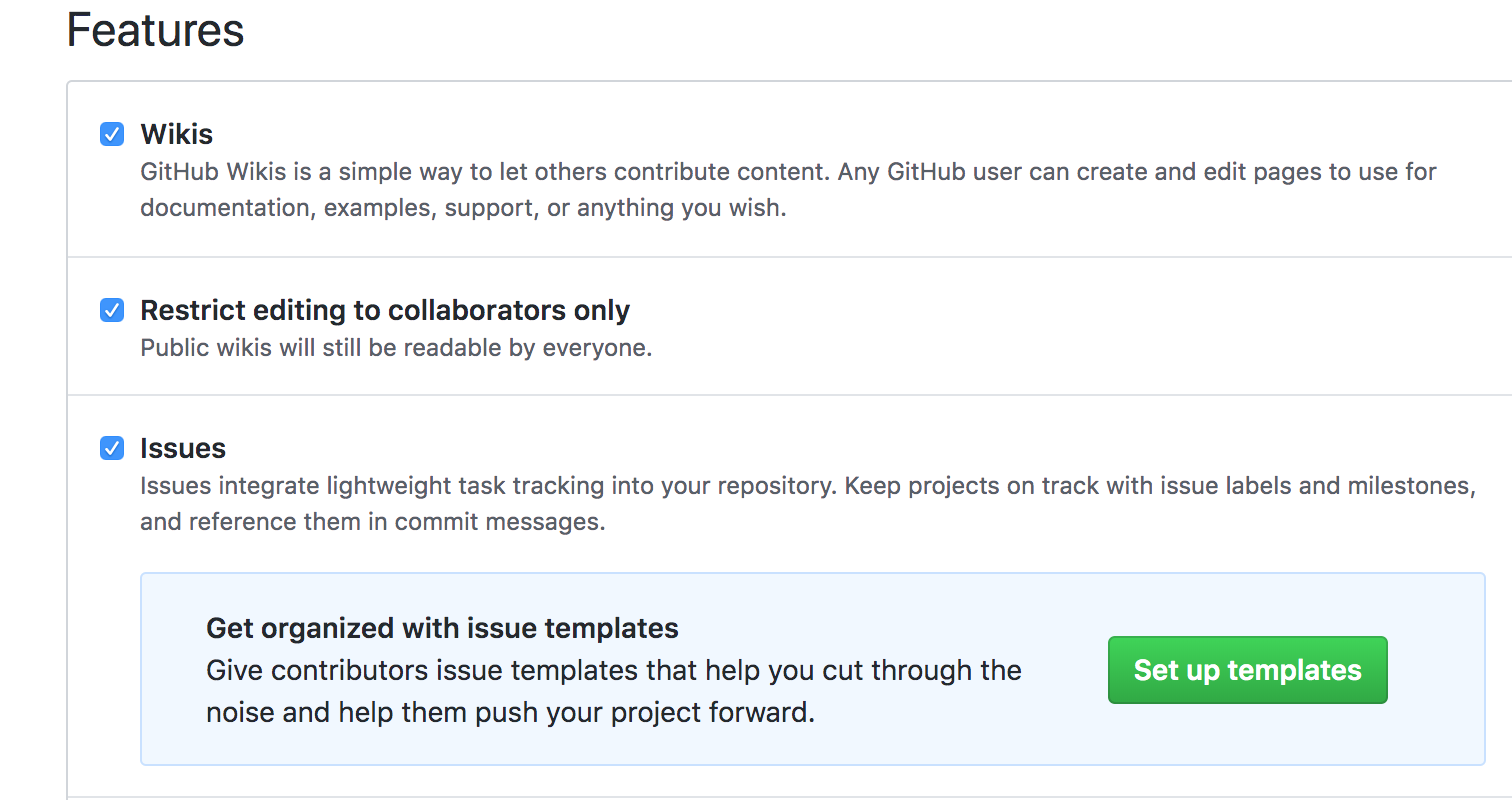 Features
Wikis
GitHub Wikis is a simple way to let others contribute content. Any GitHub user can create and edit pages to use for
documentation, examples, support, or anything you wish.
Restrict editing to collaborators only
Public wikis will still be readable by everyone.
Issues
Issues integrate lightweight task tracking into your repository. Keep projects on track with issue labels and milestones,
and reference them in commit messages.
Get organized with issue templates
Give contributors issue templates that help you cut through the
noise and help them push your project forward.
Set up templates